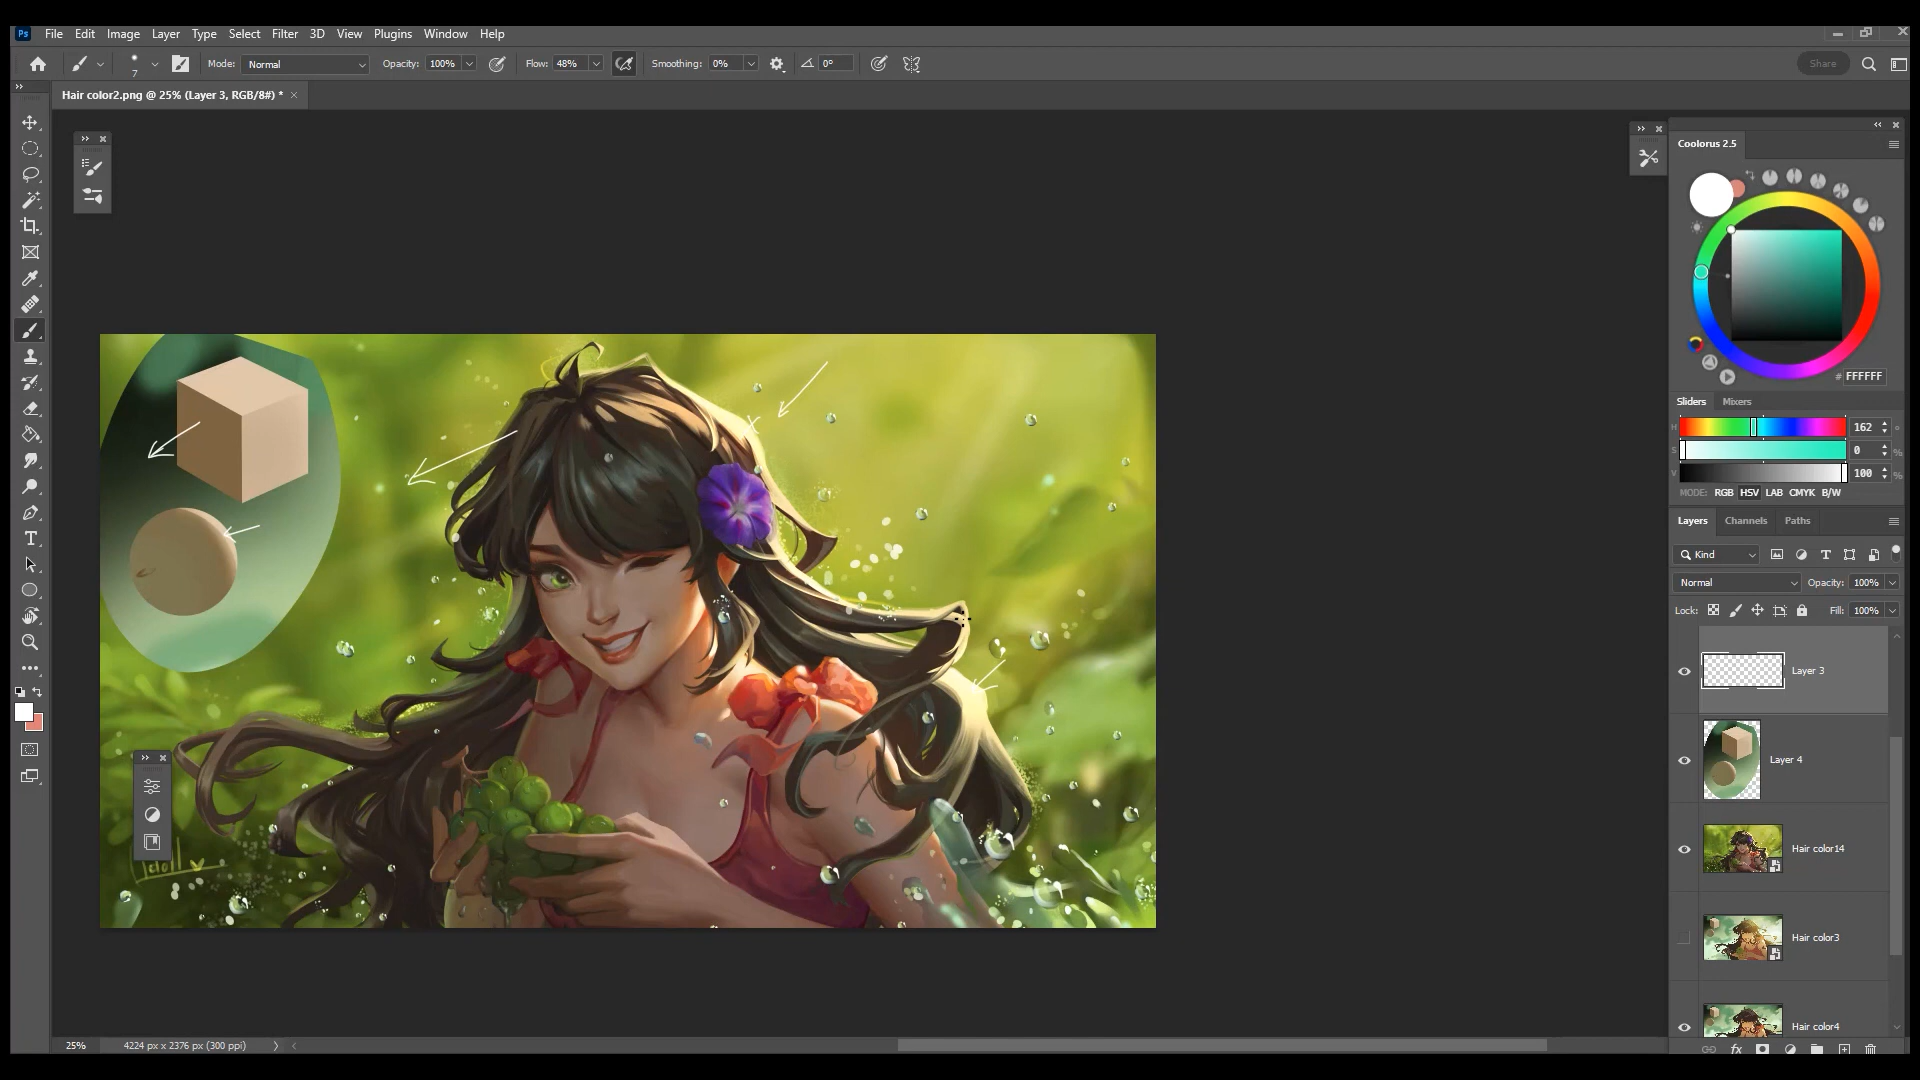 Ps File Edit Image Layer Type Select Filter 3D View Plugins Window Help
7 Mode: Normal Opacity: 100% Flow: 48% Smoothing: 0% 0° Share
Hair color2.png @ 25% (Layer 3, RGB/8#) * ×
Coolorus 2.5
# FFFFFF
Sliders Mixers
H 162 °
S 0 %
V 100 %
MODE: RGB HSV LAB CMYK B/W
Layers Channels Paths
Kind
Normal Opacity: 100%
Lock: Fill: 100%
Layer 3
Layer 4
Hair color14
Hair color3
Hair color4
25% 4224 px x 2376 px (300 ppi)
fx